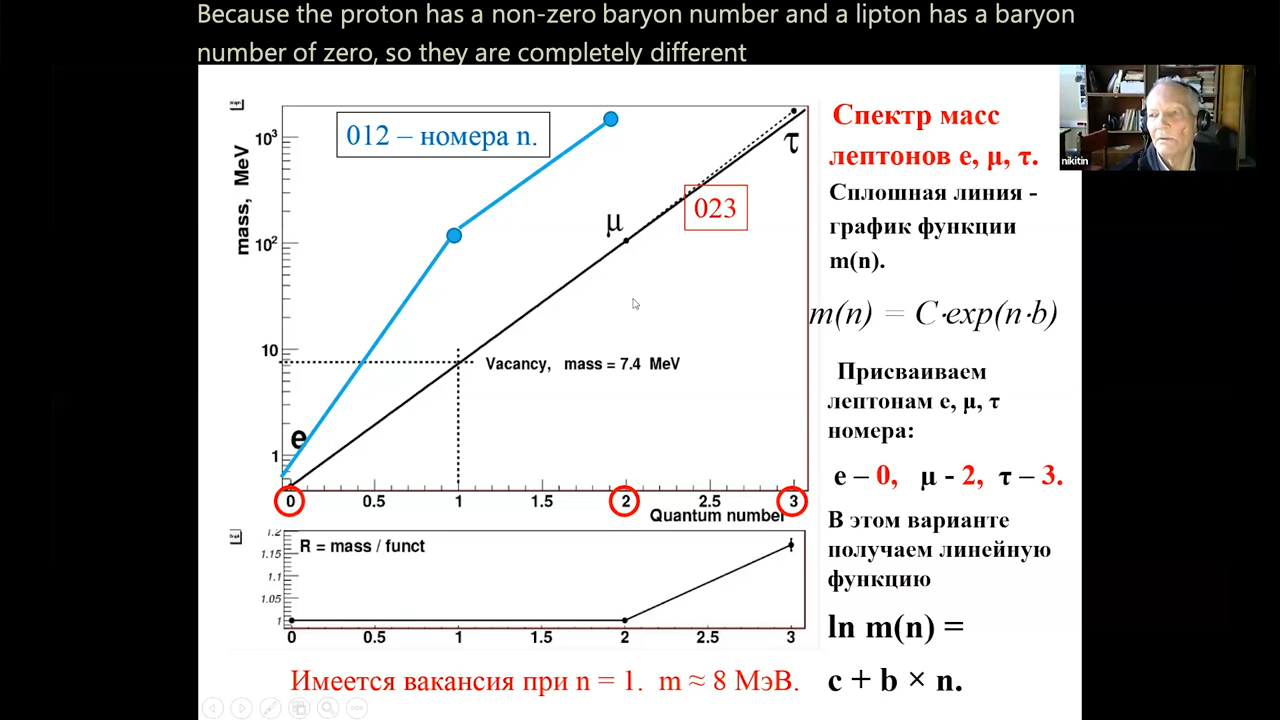 Because the proton has a non-zero baryon number and a lipton has a baryon
number of zero, so they are completely different
nikitin
012 – номера n.
mass, MeV
10³
10²
10
1
τ
μ
023
Vacancy, mass = 7.4 MeV
e
0 0.5 1 1.5 2 2.5 3
Quantum number
R = mass / funct
1.2
1.15
1.1
1.05
1
0 0.5 1 1.5 2 2.5 3
Имеется вакансия при n = 1. m ≈ 8 МэВ.
Спектр масс
лептонов e, μ, τ.
Сплошная линия -
график функции
m(n).
m(n) = C·exp(n·b)
Присваиваем
лептонам e, μ, τ
номера:
e – 0, μ - 2, τ – 3.
В этом варианте
получаем линейную
функцию
ln m(n) =
c + b × n.